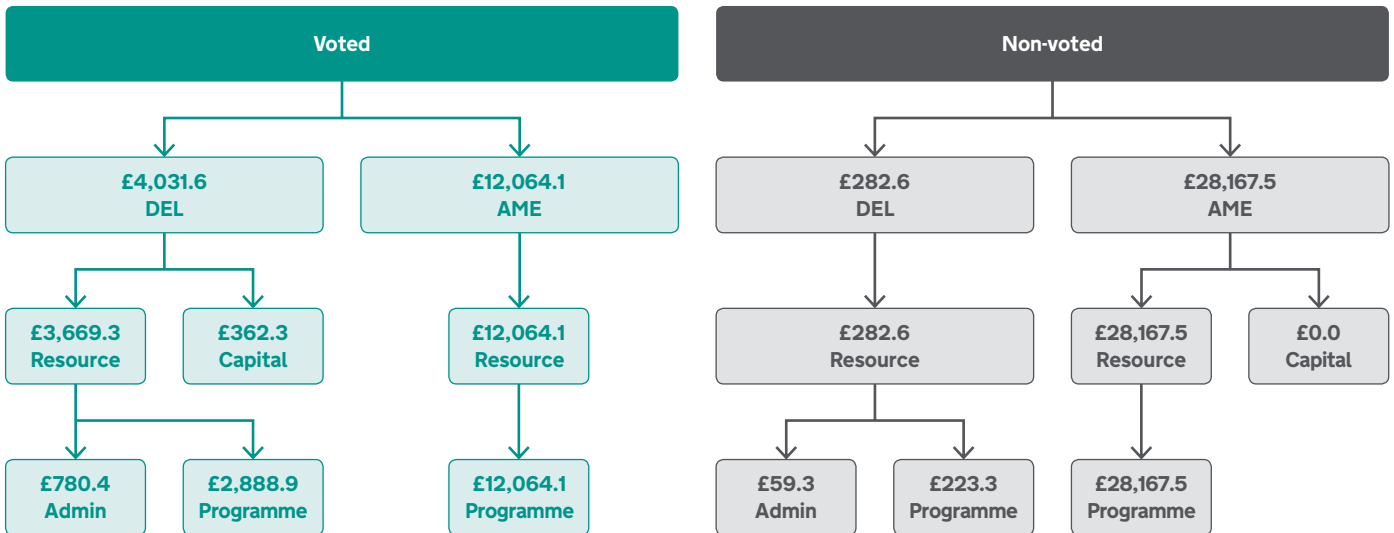 Voted
Non-voted
£4,031.6
DEL
£12,064.1
AME
£282.6
DEL
£28,167.5
AME
£3,669.3
Resource
£362.3
Capital
£12,064.1
Resource
£282.6
Resource
£28,167.5
Resource
£0.0
Capital
£780.4
Admin
£2,888.9
Programme
£12,064.1
Programme
£59.3
Admin
£223.3
Programme
£28,167.5
Programme